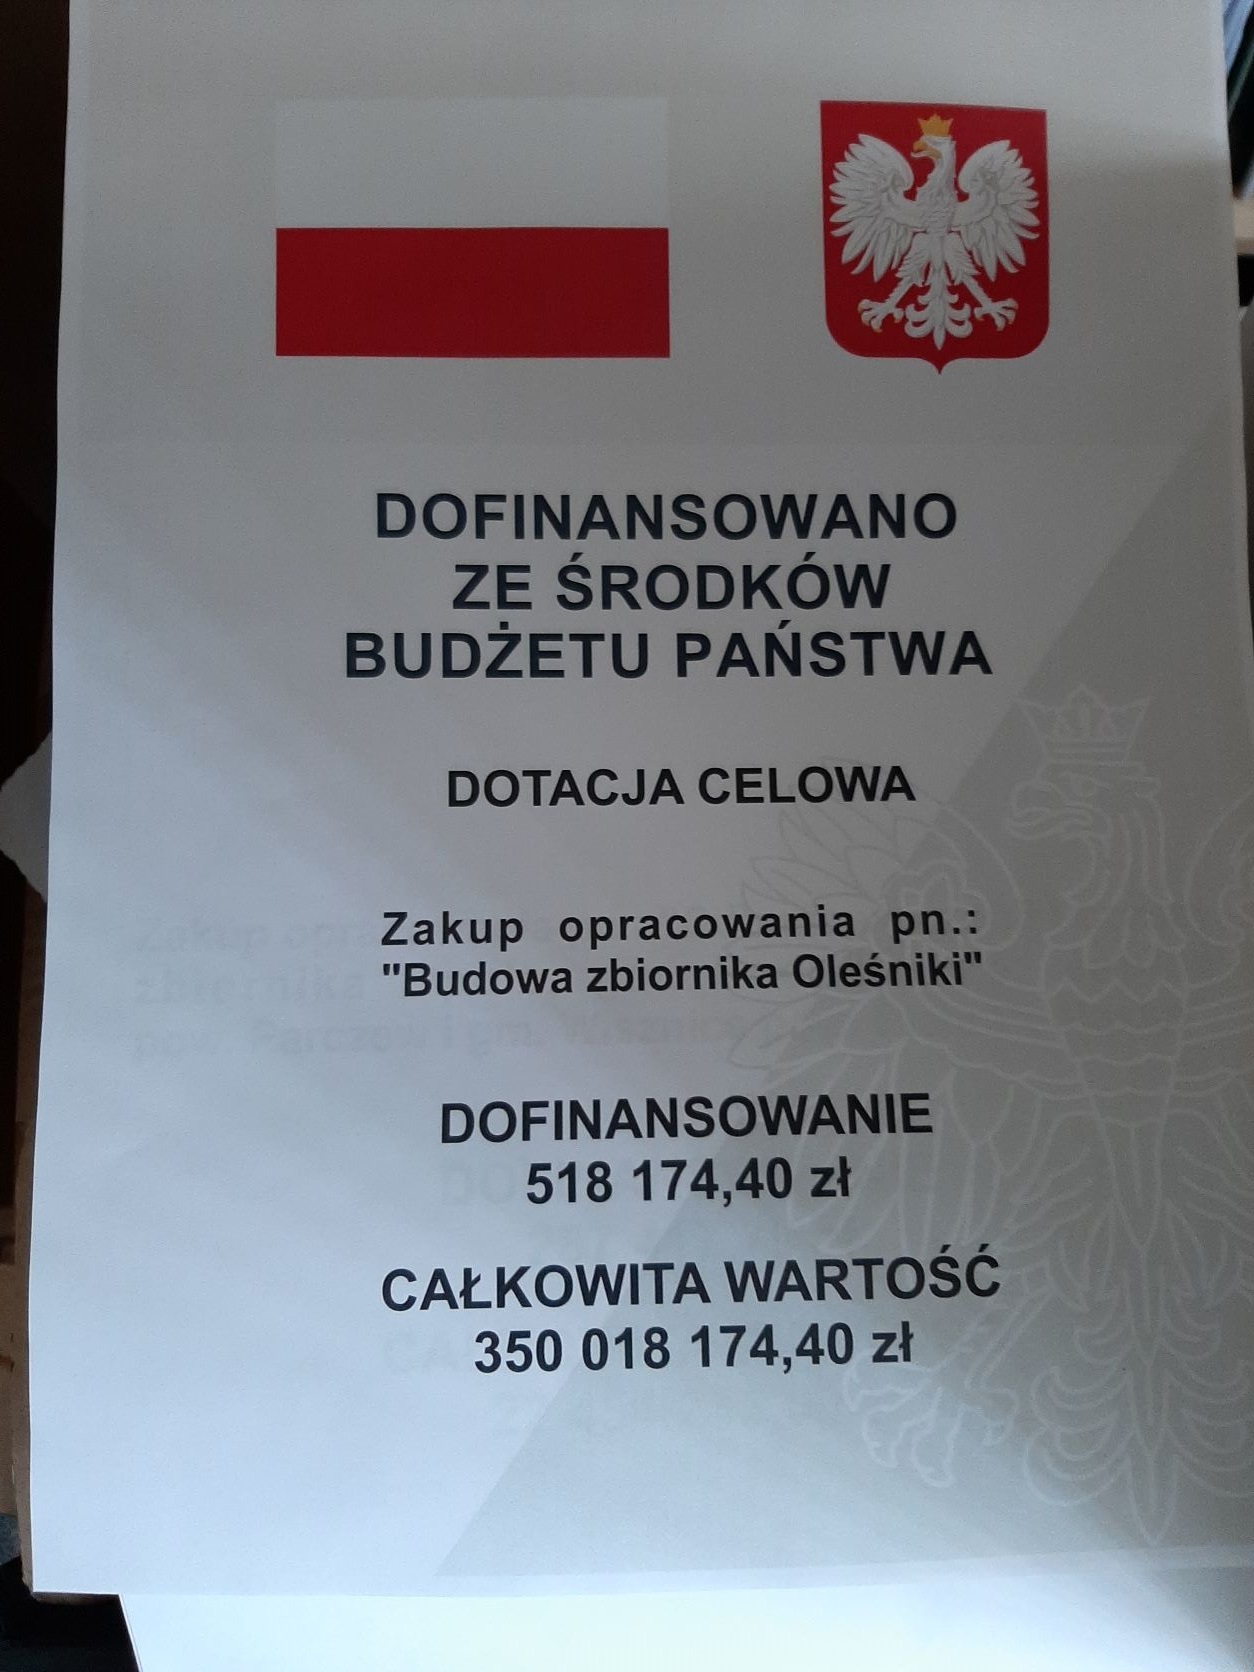 DOFINANSOWANO
ZE ŚRODKÓW
BUDŻETU PAŃSTWA
DOTACJA CELOWA
Zakup opracowania pn.:
"Budowa zbiornika Oleśniki"
DOFINANSOWANIE
518 174,40 zł
CAŁKOWITA WARTOŚĆ
350 018 174,40 zł